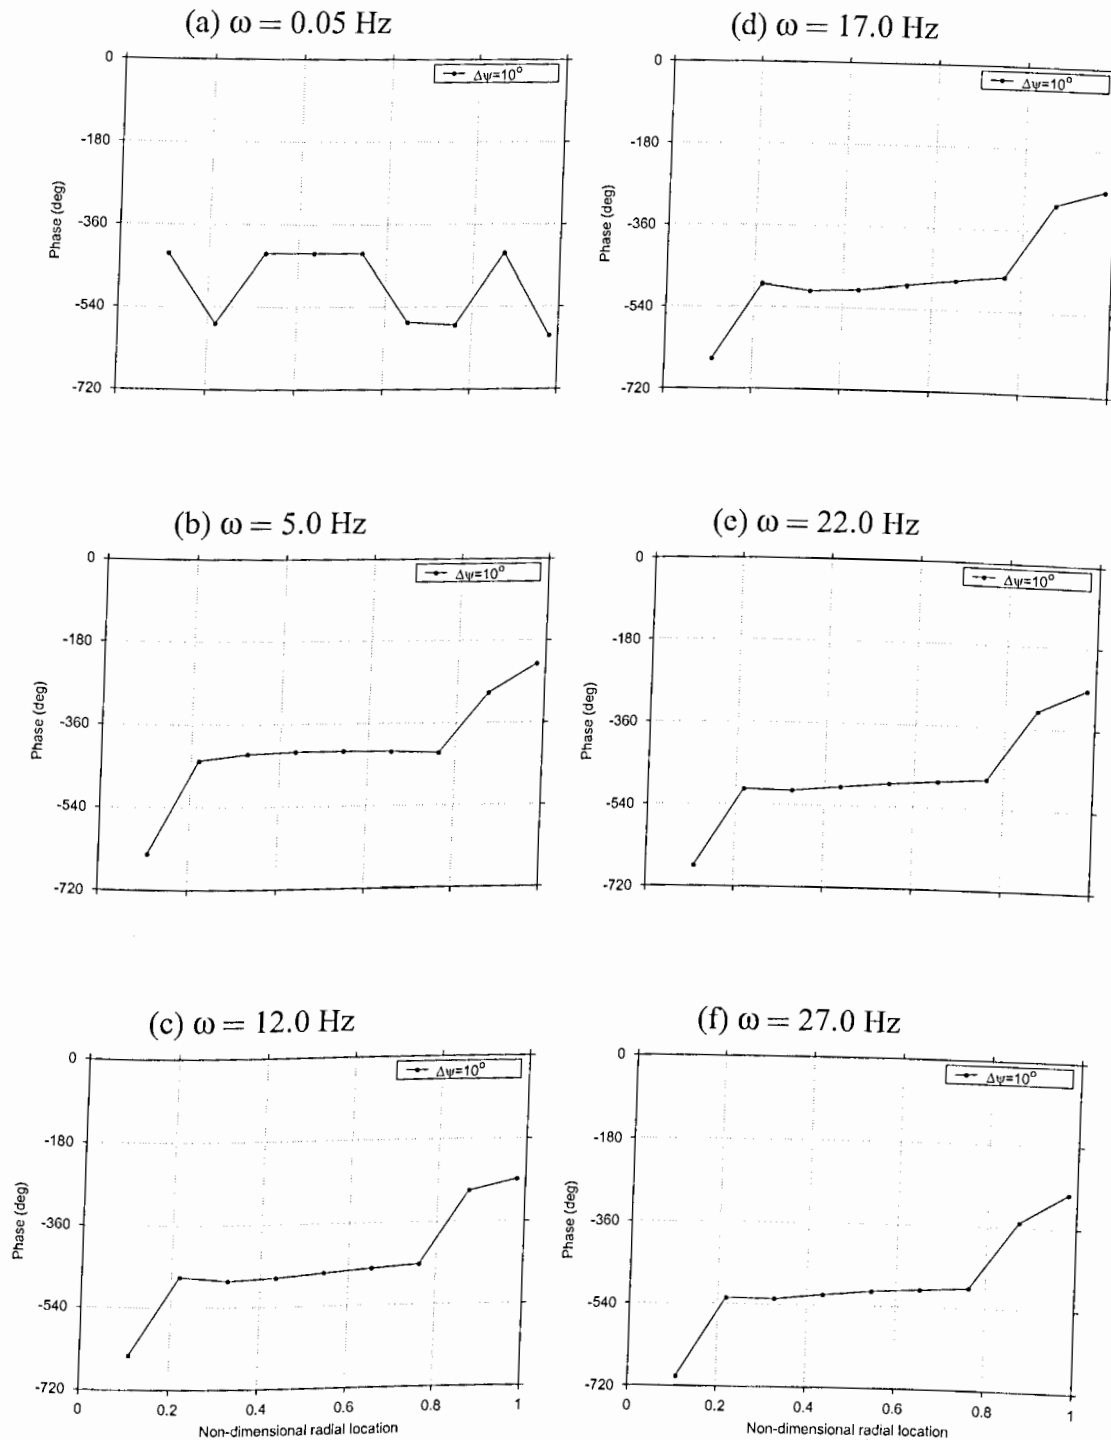 (a) ω = 0.05 Hz
0
-180
-360
-540
-720
Phase (deg)
Δψ=10°
(d) ω = 17.0 Hz
0
-180
-360
-540
-720
Phase (deg)
Δψ=10°
(b) ω = 5.0 Hz
0
-180
-360
-540
-720
Phase (deg)
Δψ=10°
(e) ω = 22.0 Hz
0
-180
-360
-540
-720
Phase (deg)
Δψ=10°
(c) ω = 12.0 Hz
0
-180
-360
-540
-720
Phase (deg)
Δψ=10°
0 0.2 0.4 0.6 0.8 1
Non-dimensional radial location
(f) ω = 27.0 Hz
0
-180
-360
-540
-720
Phase (deg)
Δψ=10°
0 0.2 0.4 0.6 0.8 1
Non-dimensional radial location